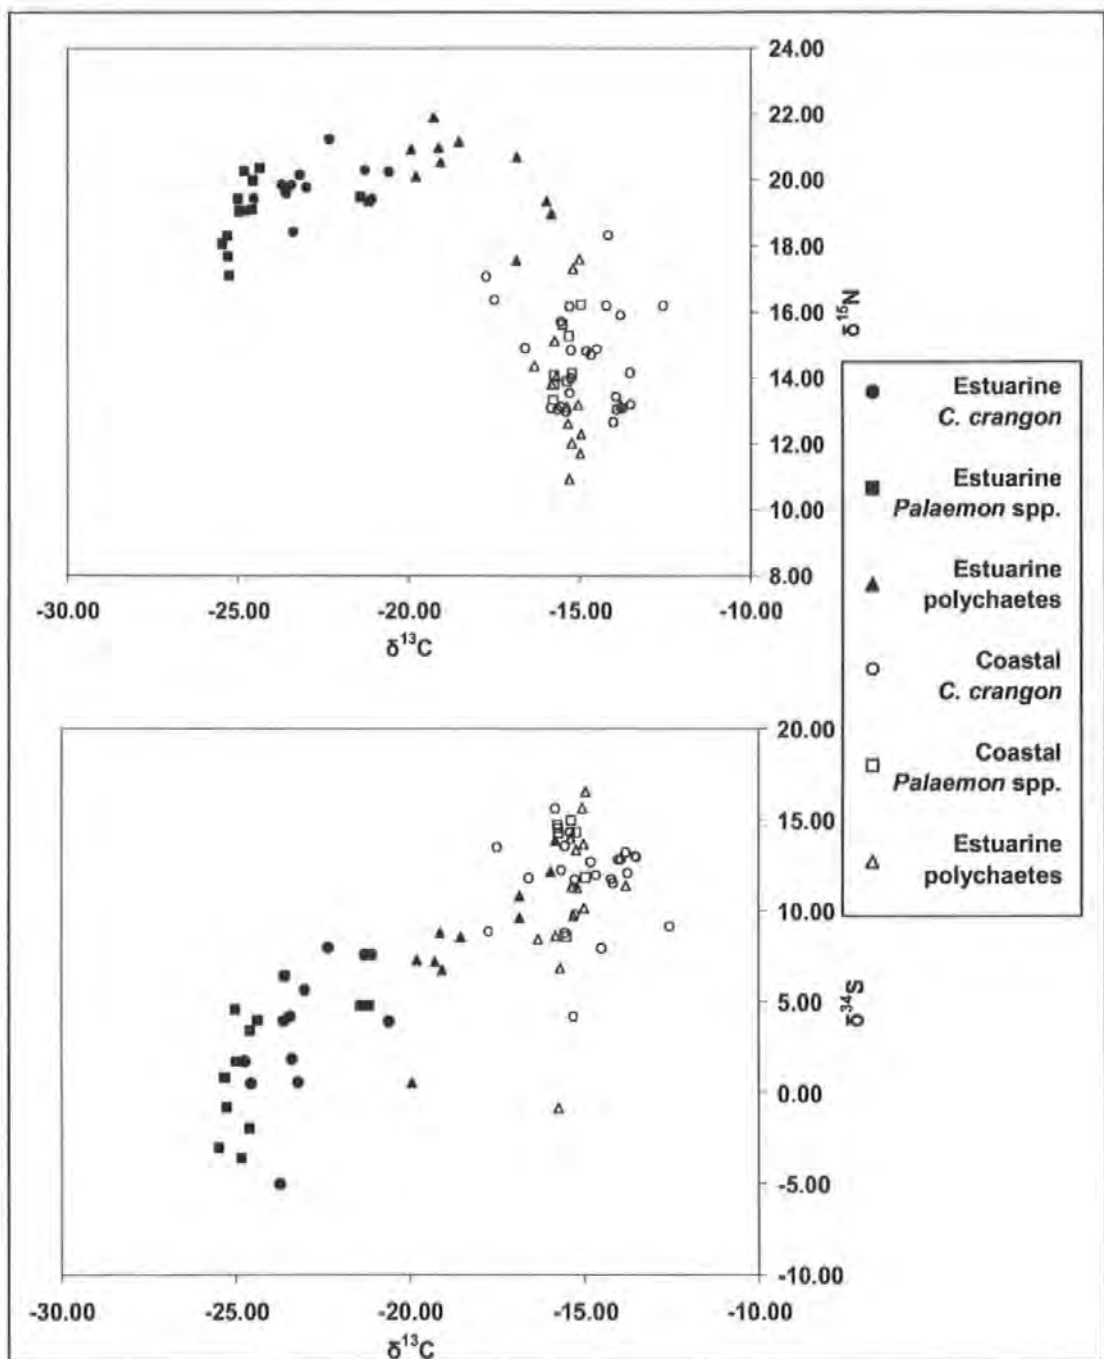 24.00
22.00
20.00
18.00
16.00
14.00
12.00
10.00
8.00
δ15N
-30.00 -25.00 -20.00 -15.00 -10.00
δ13C
Estuarine
C. crangon
Estuarine
Palaemon spp.
Estuarine
polychaetes
Coastal
C. crangon
Coastal
Palaemon spp.
Estuarine
polychaetes
20.00
15.00
10.00
5.00
0.00
-5.00
-10.00
δ34S
-30.00 -25.00 -20.00 -15.00 -10.00
δ13C